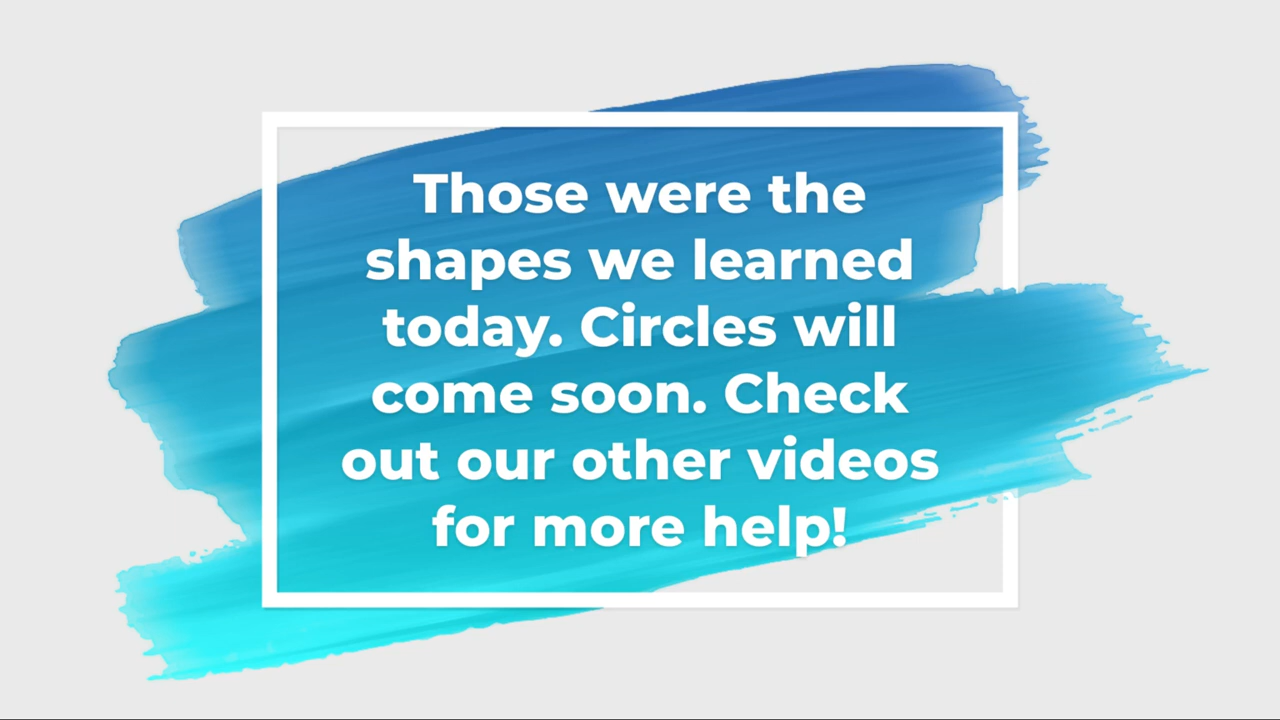 Those were the
shapes we learned
today. Circles will
come soon. Check
out our other videos
for more help!